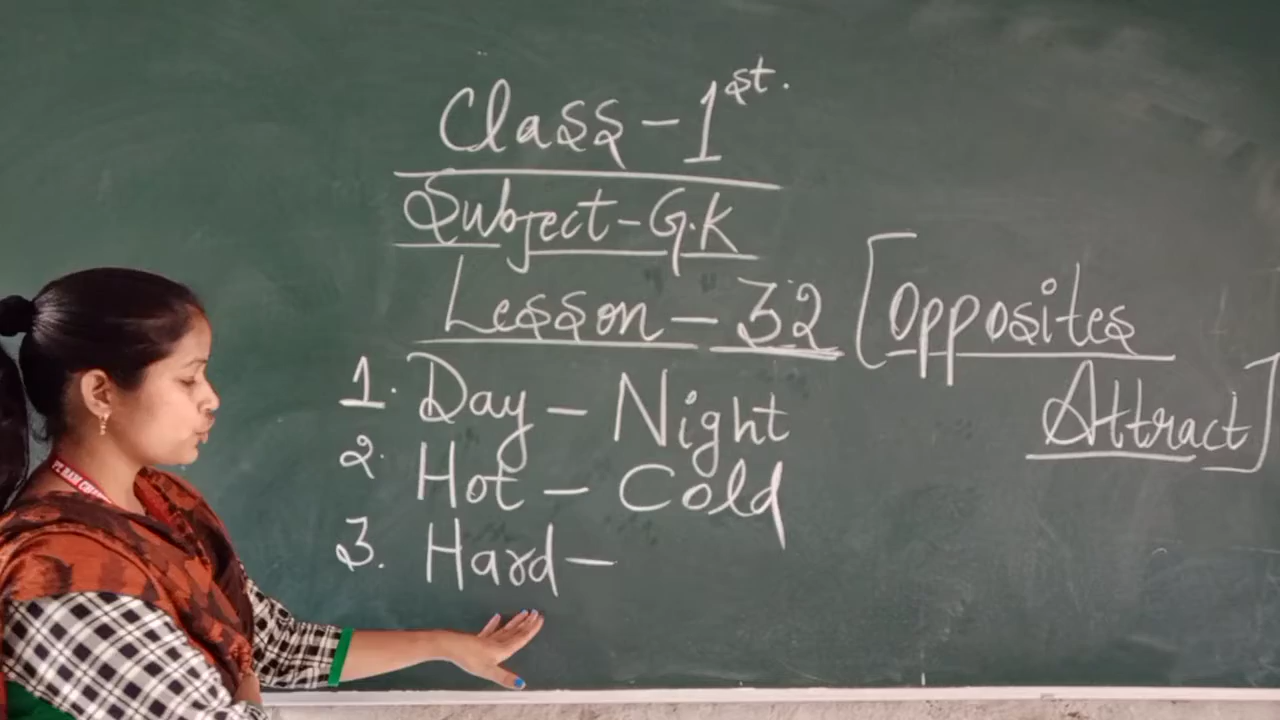 Class - 1st.
Subject - G.K
Lesson - 32 [Opposites
Attract]
1. Day - Night
2. Hot - Cold
3. Hard -